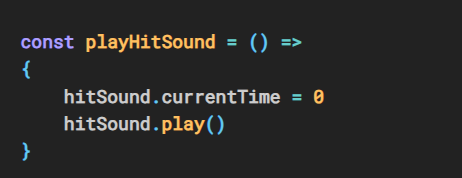 const playHitSound = () =>
{
    hitSound.currentTime = 0
    hitSound.play()
}